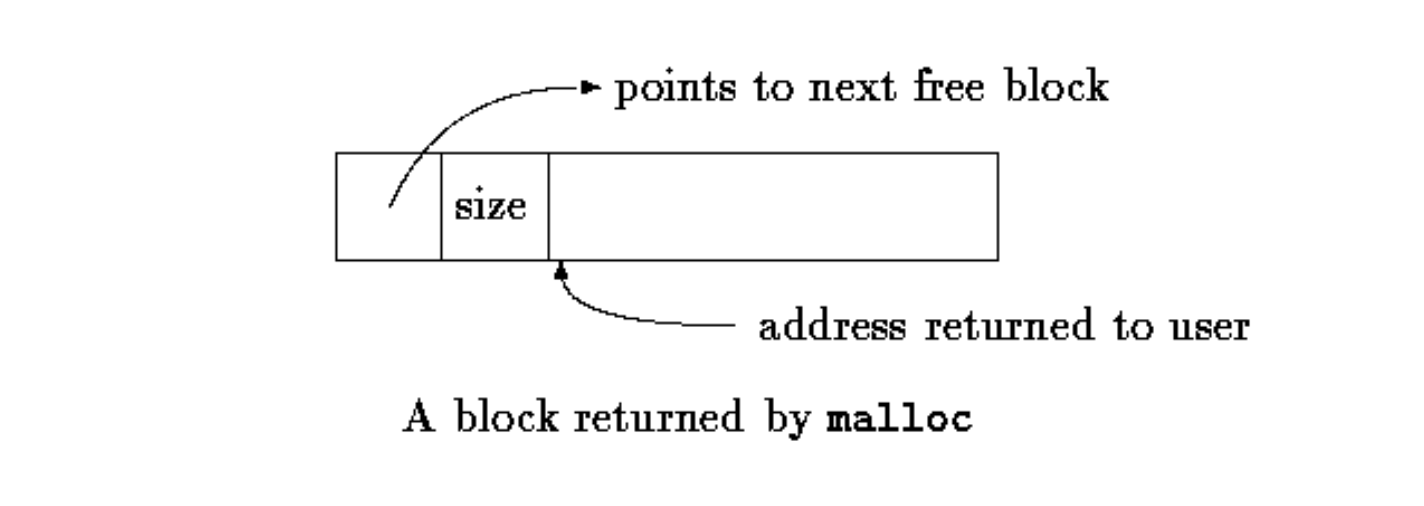 points to next free block
size
address returned to user
A block returned by malloc